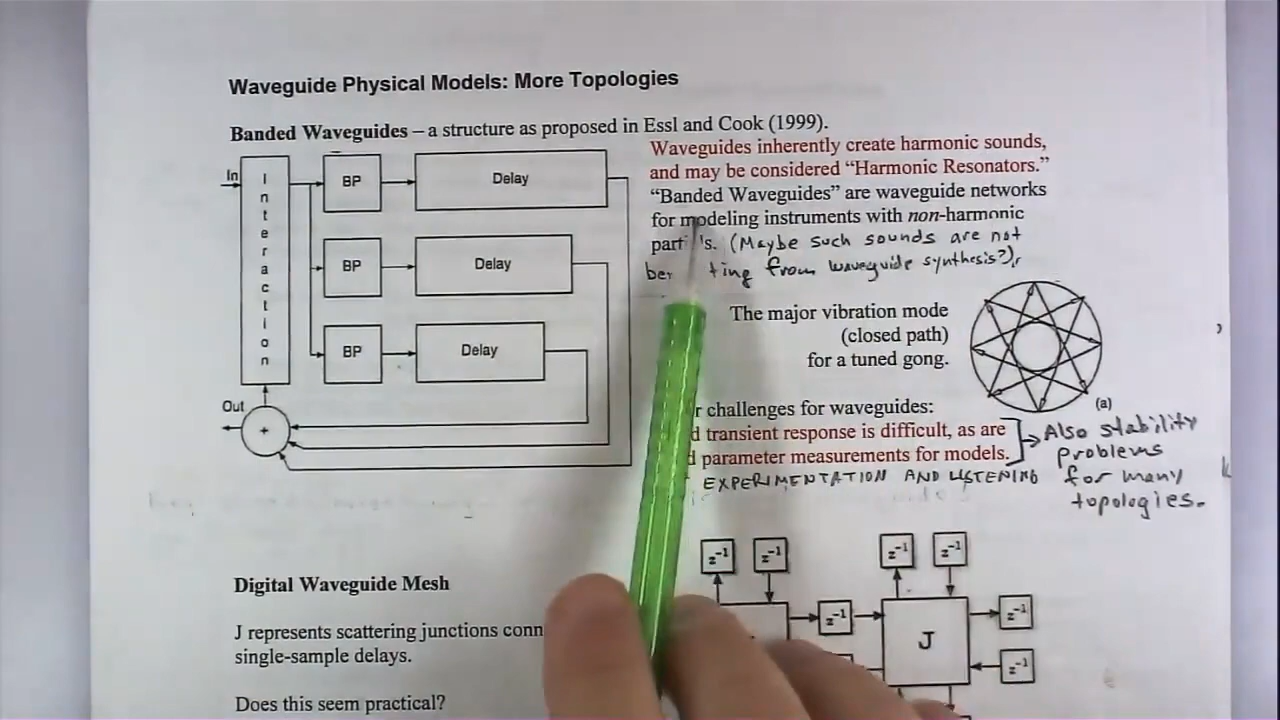 Waveguide Physical Models: More Topologies
Banded Waveguides – a structure as proposed in Essl and Cook (1999).
In
Interaction
BP
Delay
BP
Delay
BP
Delay
Out
+
Waveguides inherently create harmonic sounds,
and may be considered “Harmonic Resonators.”
“Banded Waveguides” are waveguide networks
for modeling instruments with non-harmonic
(Maybe such sounds are not
from waveguide synthesis?)
The major vibration mode
(closed path)
for a tuned gong.
(a)
challenges for waveguides:
transient response is difficult, as are
parameter measurements for models.
EXPERIMENTATION AND LISTENING
Also stability
problems
for many
topologies.
Digital Waveguide Mesh
J represents scattering junctions
single-sample delays.
Does this seem practical?
z⁻¹
z⁻¹
z⁻¹
z⁻¹
z⁻¹
z⁻¹
J
z⁻¹